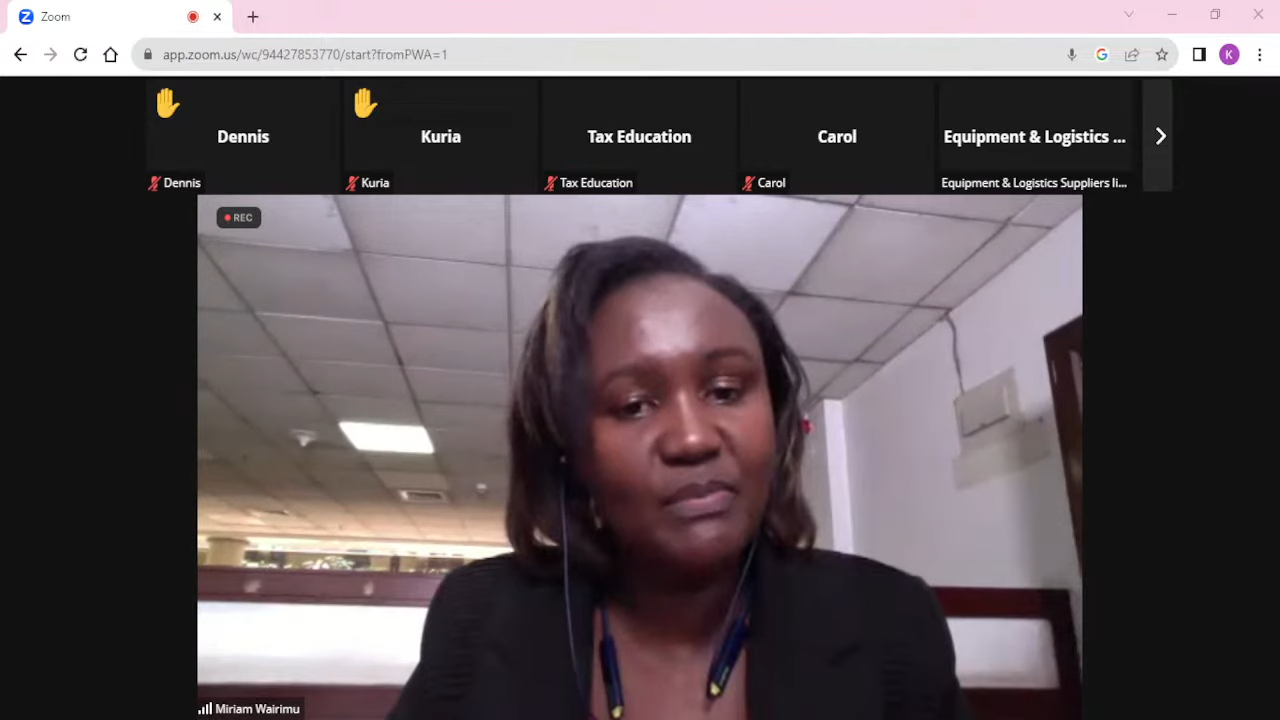 Zoom
app.zoom.us/wc/94427853770/start?fromPWA=1
K
Dennis
Kuria
Tax Education
Carol
Equipment & Logistics ...
Dennis
Kuria
Tax Education
Carol
Equipment & Logistics Suppliers li...
REC
Miriam Wairimu